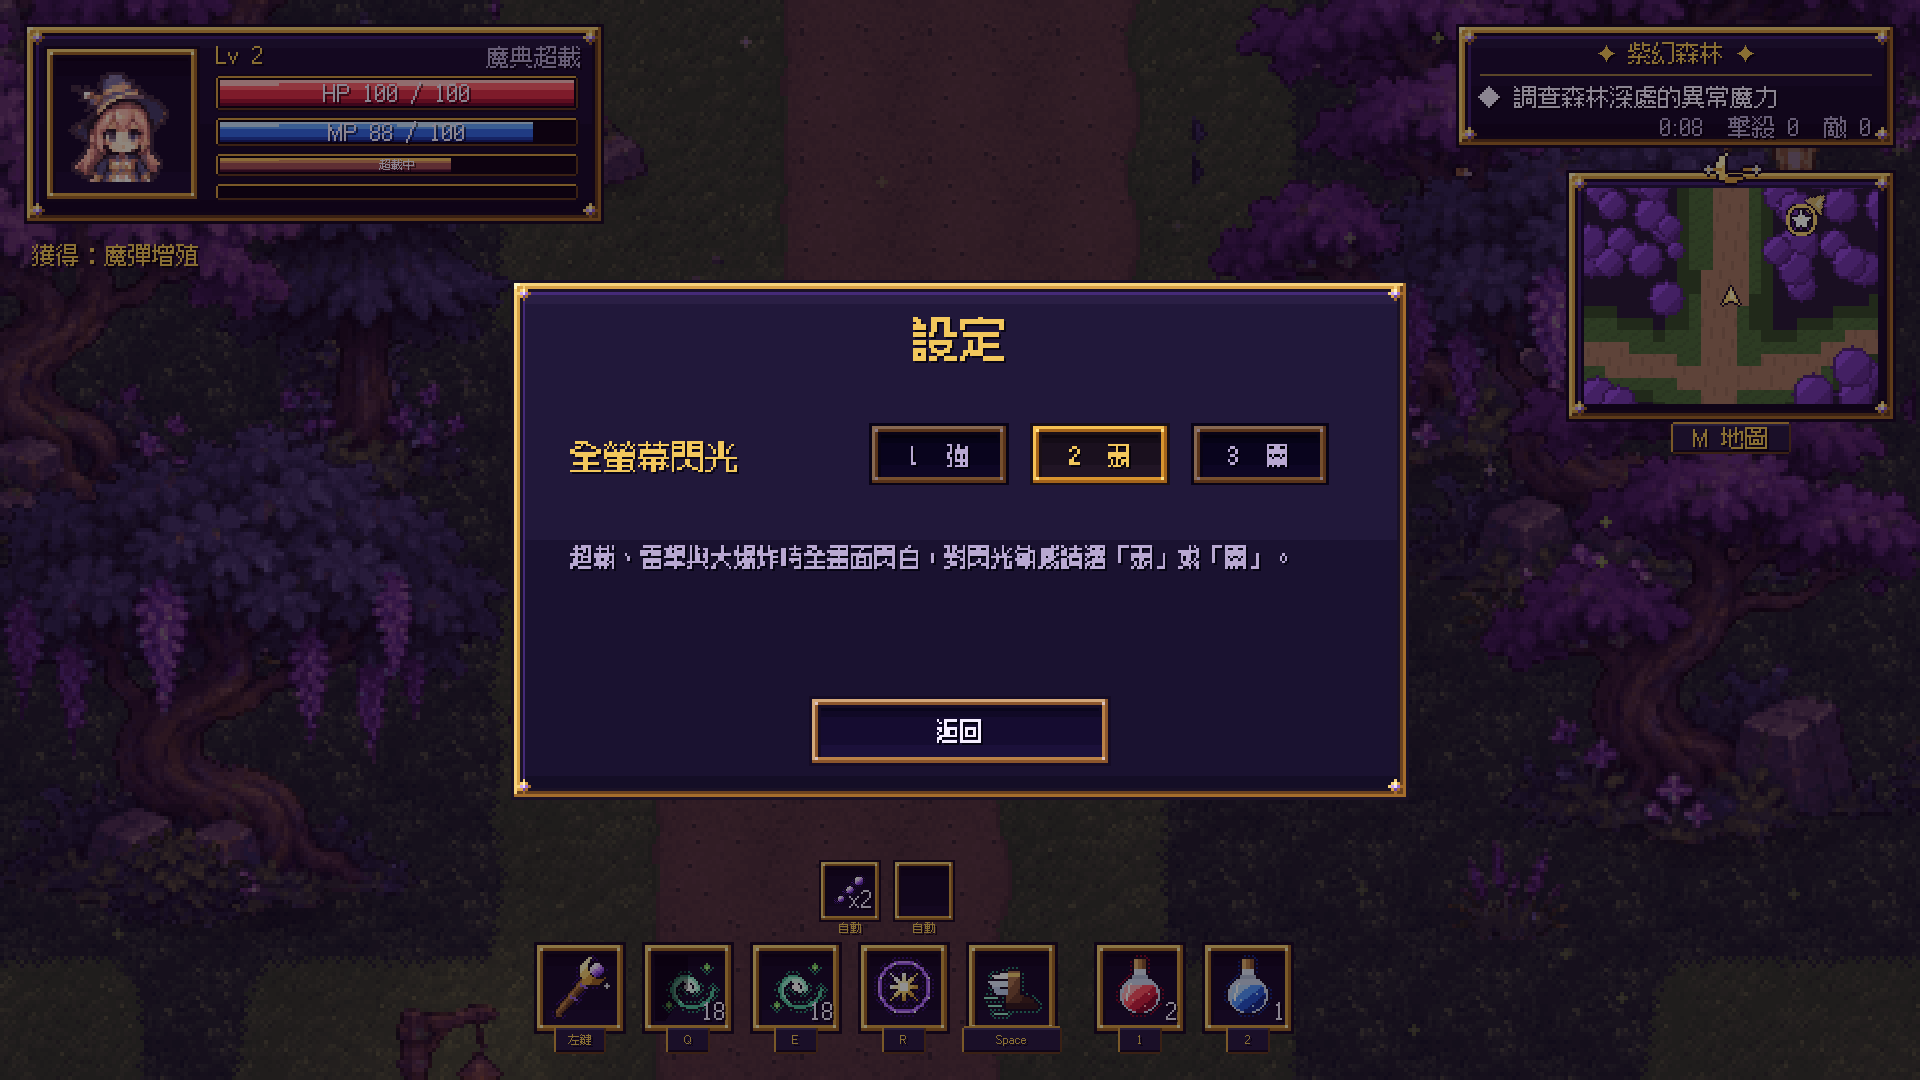 Lv 2
魔典超載
HP 100 / 100
MP 88 / 100
超載中
獲得：魔彈增殖
✦ 紫幻森林 ✦
◆ 調查森林深處的異常魔力
0:08 擊殺 0 敵 0
M 地圖
設定
全螢幕閃光
1 強
2 弱
3 關
超載、雷擊與大爆炸時全畫面閃白，對閃光敏感請選「弱」或「關」。
返回
x2
自動
自動
18
18
2
1
左鍵
Q
E
R
Space
1
2